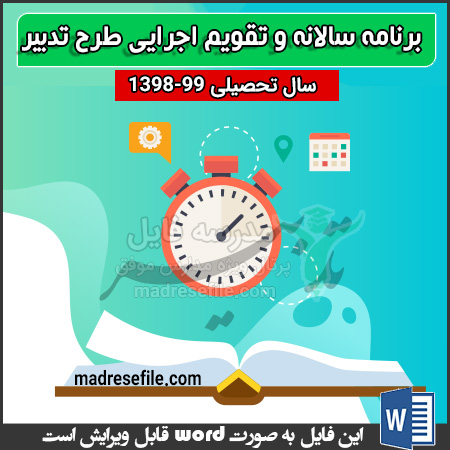 برنامه سالانه و تقویم اجرایی طرح تدبیر
سال تحصیلی 99-1398
مدرسه فایل
madresefile.com
madresefile.com
W
این فایل به صورت word قابل ویرایش است